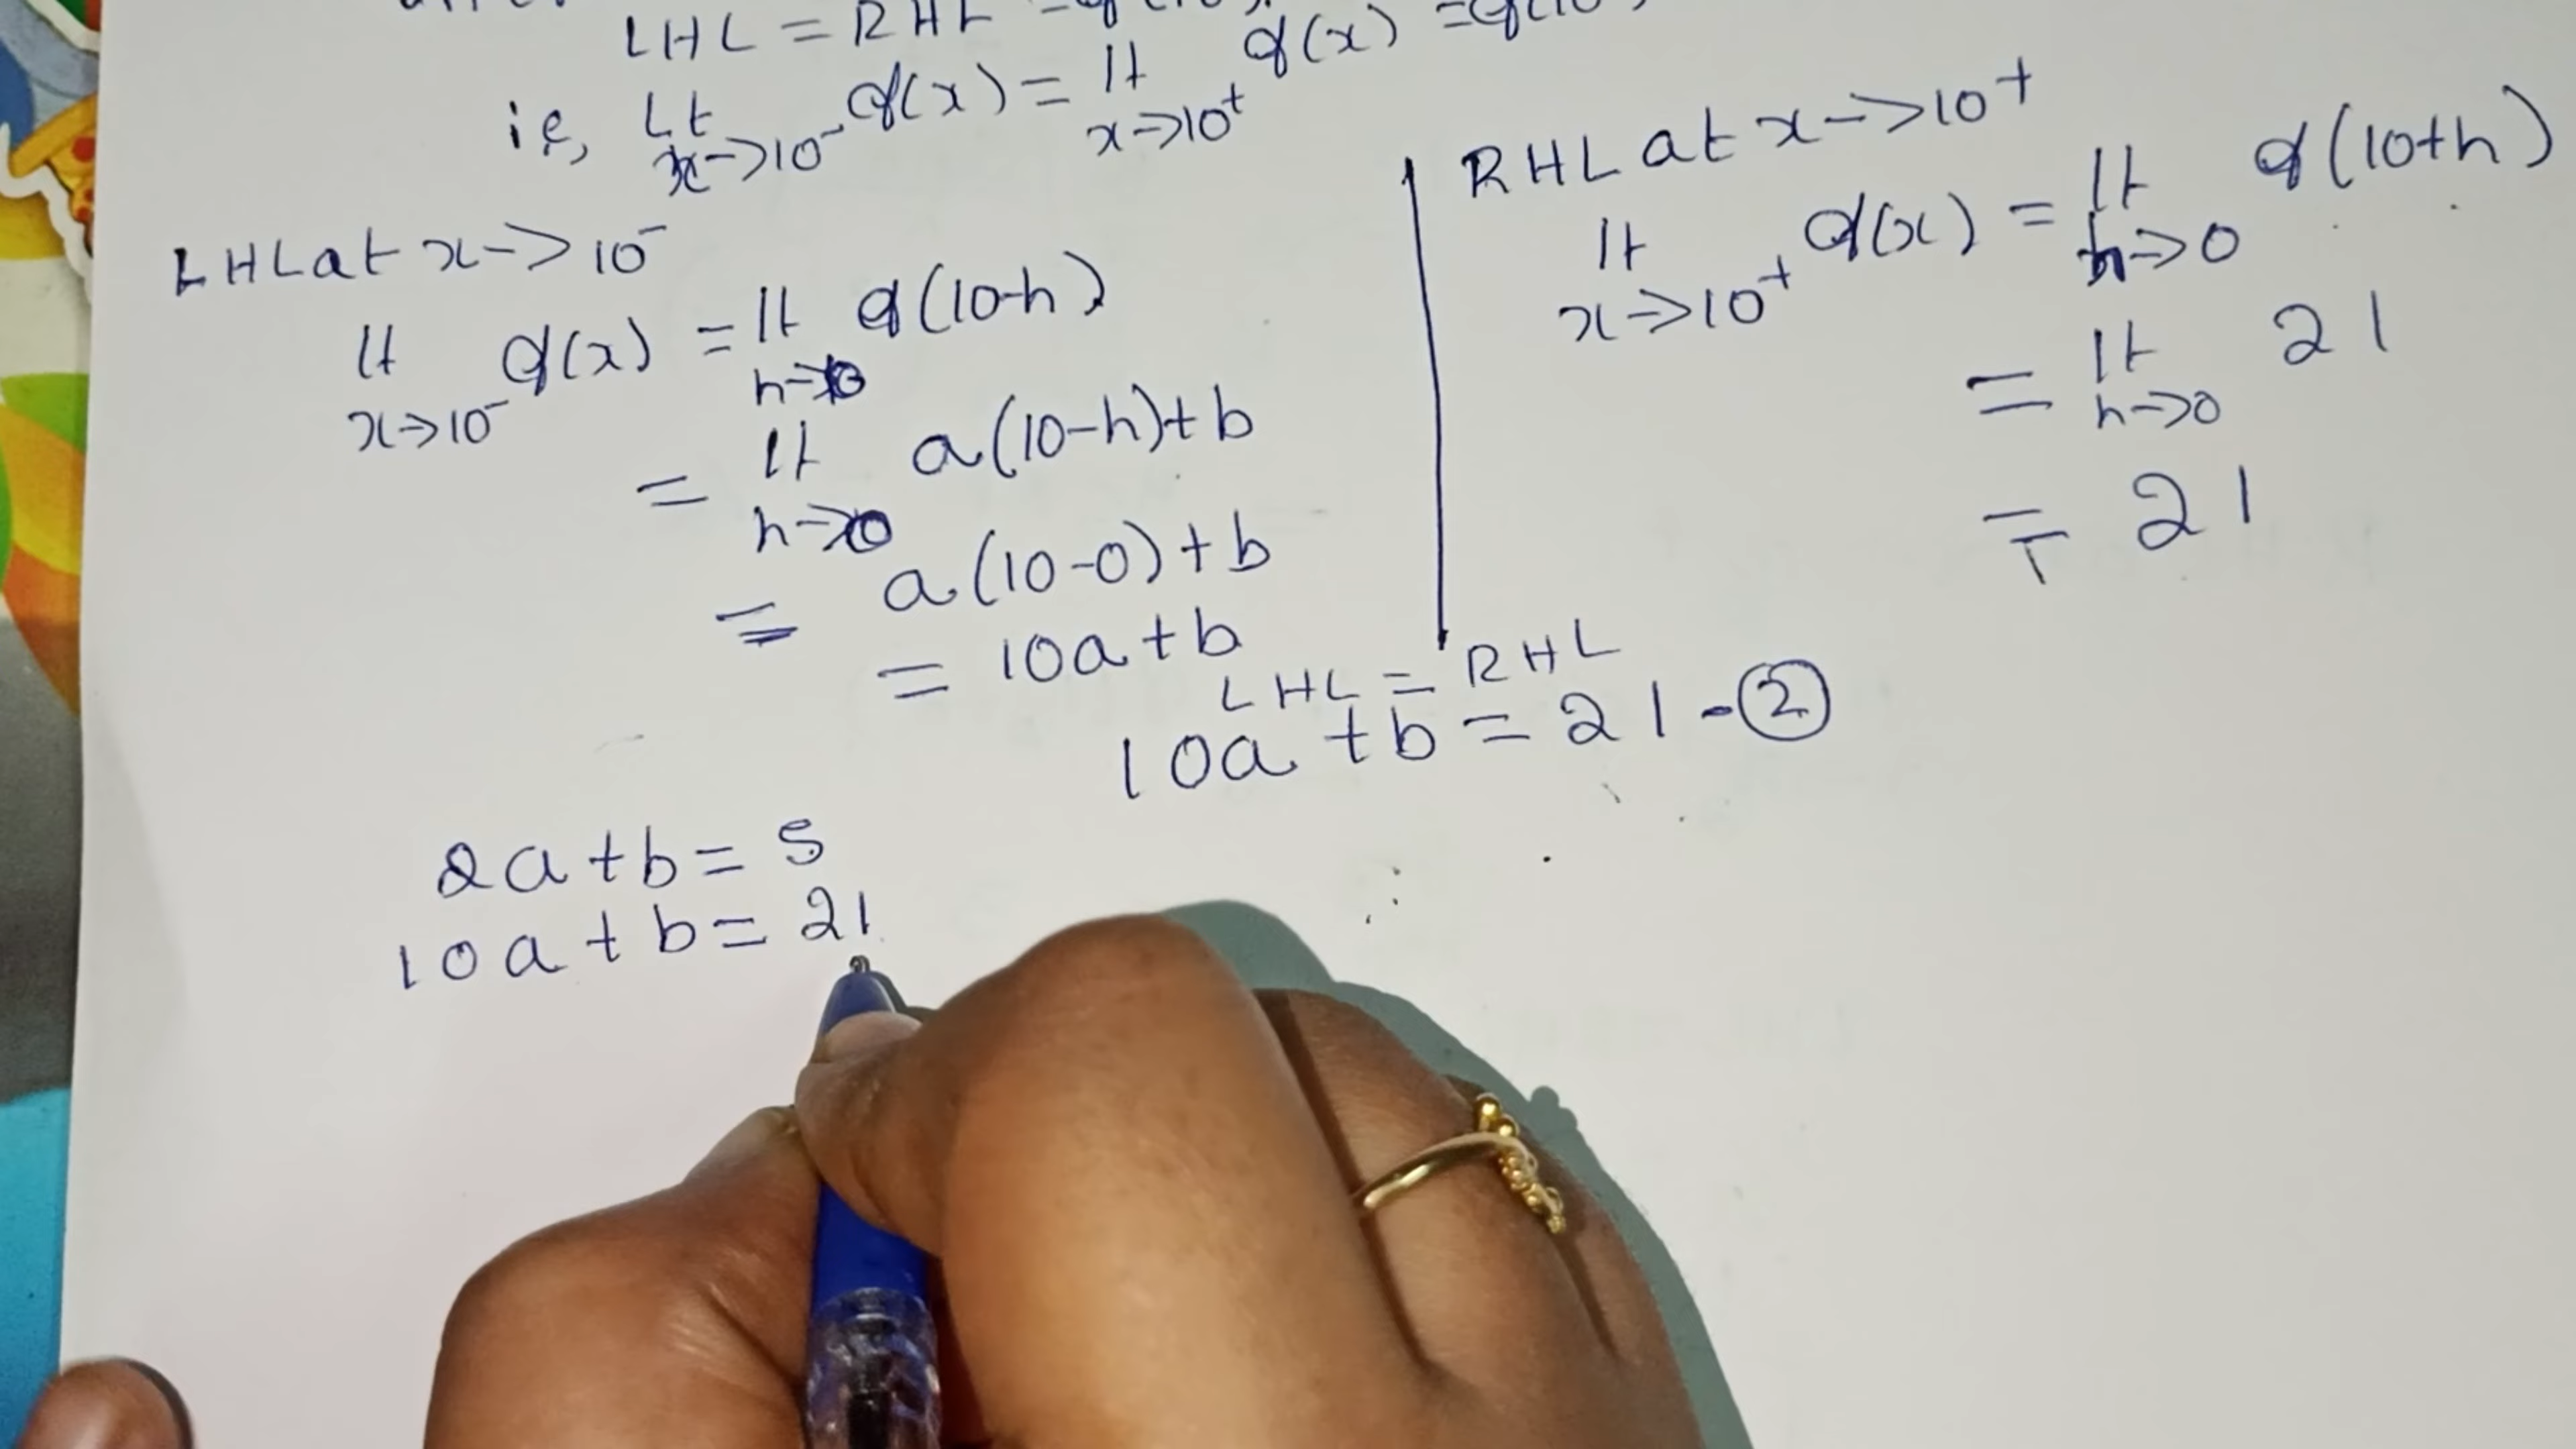 LHL = RHL
ie, Lt x->10⁻ f(x) = lt x->10⁺ f(x)
LHL at x -> 10⁻
lt x->10⁻ f(x) = lt h->0 f(10-h)
= lt h->0 a(10-h)+b
= a(10-0)+b
= 10a+b
RHL at x -> 10⁺
lt x->10⁺ f(x) = lt h->0 f(10+h)
= lt h->0 21
= 21
LHL = RHL
10a + b = 21 - ②
2a + b = 5
10a + b = 21